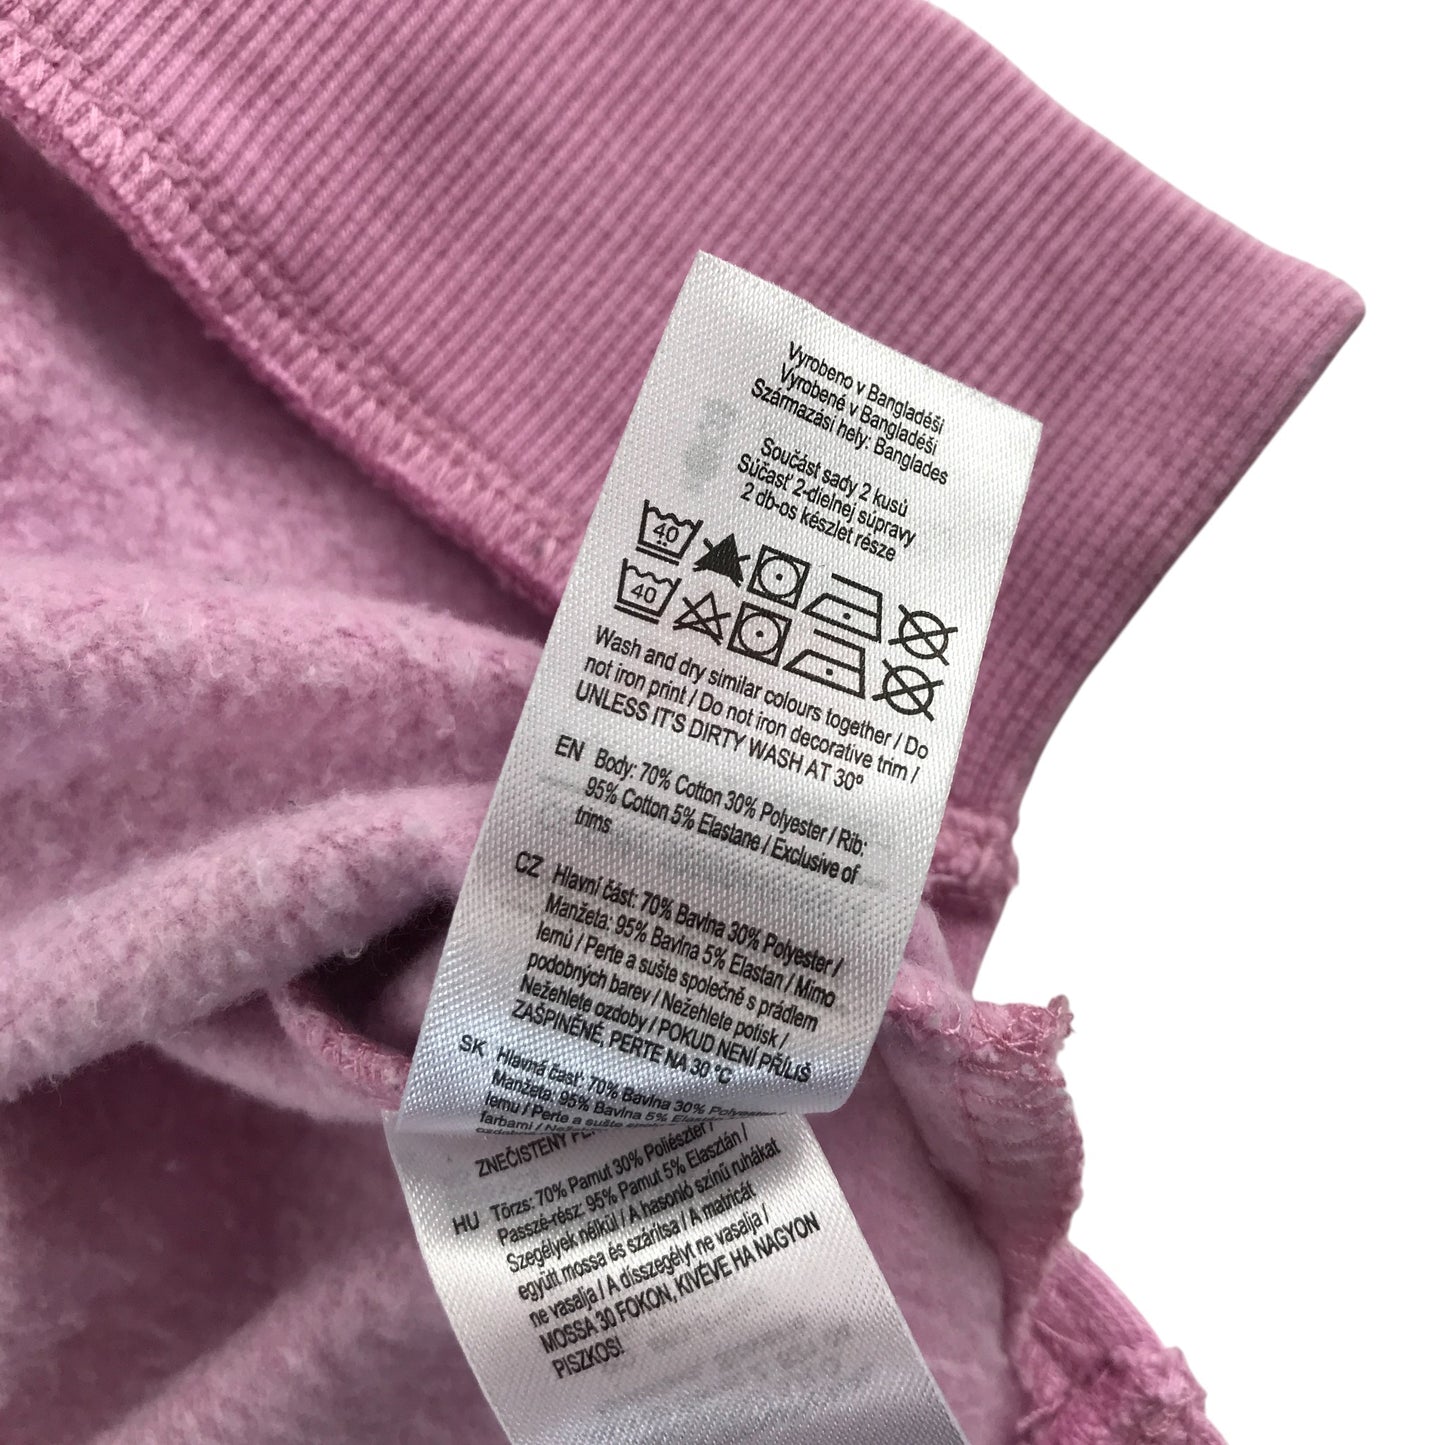 Vyrobeno v Bangladéši
Vyrobené v Bangladéši
Származási hely: Banglades
Součást sady 2 kusů
Súčasť 2-dielnej súpravy
2 db-os készlet része
40
40
Wash and dry similar colours together / Do
not iron print / Do not iron decorative trim /
UNLESS IT'S DIRTY WASH AT 30°
EN Body: 70% Cotton 30% Polyester / Rib:
95% Cotton 5% Elastane / Exclusive of
trims
CZ Hlavní část: 70% Bavlna 30% Polyester /
Manžeta: 95% Bavlna 5% Elastan / Mimo
lemů / Perte a sušte společně s prádlem
podobných barev / Nežehlete potisk /
Nežehlete ozdoby / POKUD NENÍ PŘÍLIŠ
ZAŠPINĚNÉ, PERTE NA 30 °C
SK Hlavná časť: 70% Bavlna 30% Polyester
Manžeta: 95% Bavlna 5%
lemu / Perte a sušte
farbami /
ZNEČISTENÝ
HU Törzs: 70% Pamut 30% Poliészter /
Passzé-rész: 95% Pamut 5% Elasztán /
Szegélyek nélkül / A hasonló színű ruhákat
együtt mossa és szárítsa / A matricát
ne vasalja / A díszszegélyt ne vasalja /
MOSSA 30 FOKON, KIVÉVE HA NAGYON
PISZKOS!